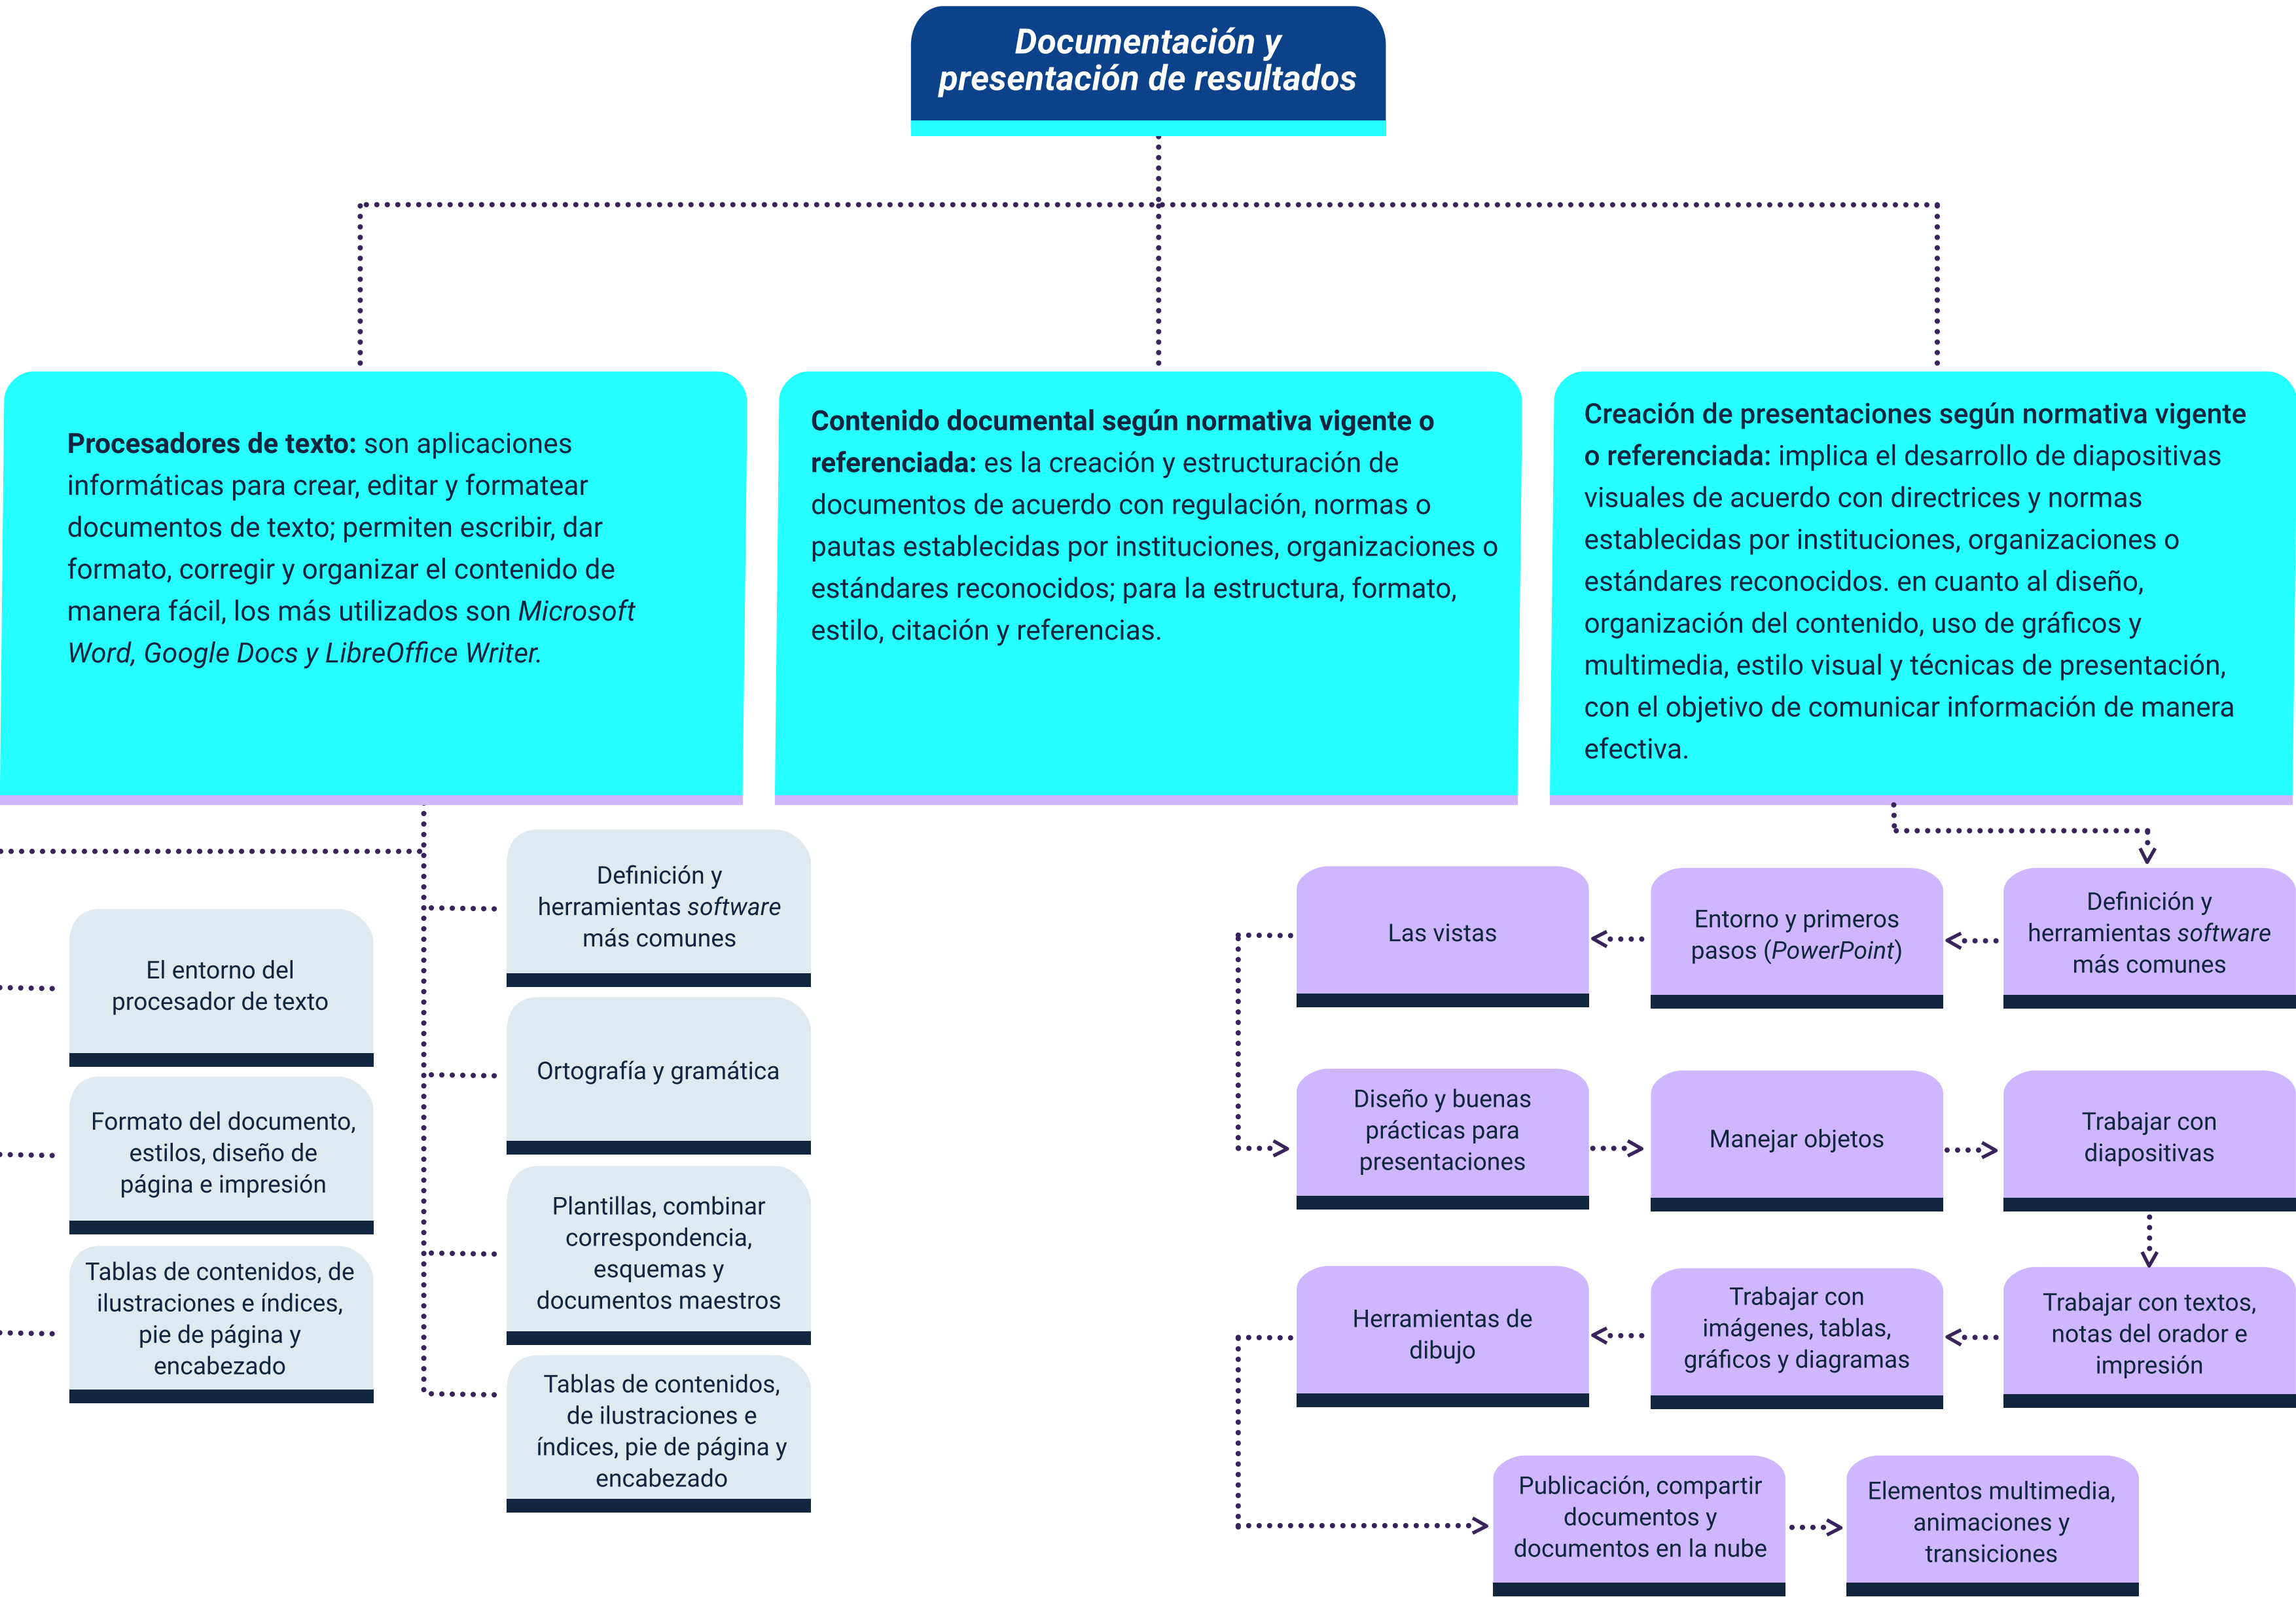 Documentación y
presentación de resultados
Procesadores de texto: son aplicaciones
informáticas para crear, editar y formatear
documentos de texto; permiten escribir, dar
formato, corregir y organizar el contenido de
manera fácil, los más utilizados son Microsoft
Word, Google Docs y LibreOffice Writer.
Contenido documental según normativa vigente o
referenciada: es la creación y estructuración de
documentos de acuerdo con regulación, normas o
pautas establecidas por instituciones, organizaciones o
estándares reconocidos; para la estructura, formato,
estilo, citación y referencias.
Creación de presentaciones según normativa vigente
o referenciada: implica el desarrollo de diapositivas
visuales de acuerdo con directrices y normas
establecidas por instituciones, organizaciones o
estándares reconocidos. en cuanto al diseño,
organización del contenido, uso de gráficos y
multimedia, estilo visual y técnicas de presentación,
con el objetivo de comunicar información de manera
efectiva.
El entorno del
procesador de texto
Formato del documento,
estilos, diseño de
página e impresión
Tablas de contenidos, de
ilustraciones e índices,
pie de página y
encabezado
Definición y
herramientas software
más comunes
Ortografía y gramática
Plantillas, combinar
correspondencia,
esquemas y
documentos maestros
Tablas de contenidos,
de ilustraciones e
índices, pie de página y
encabezado
Definición y
herramientas software
más comunes
Entorno y primeros
pasos (PowerPoint)
Las vistas
Diseño y buenas
prácticas para
presentaciones
Manejar objetos
Trabajar con
diapositivas
Trabajar con textos,
notas del orador e
impresión
Trabajar con
imágenes, tablas,
gráficos y diagramas
Herramientas de
dibujo
Publicación, compartir
documentos y
documentos en la nube
Elementos multimedia,
animaciones y
transiciones